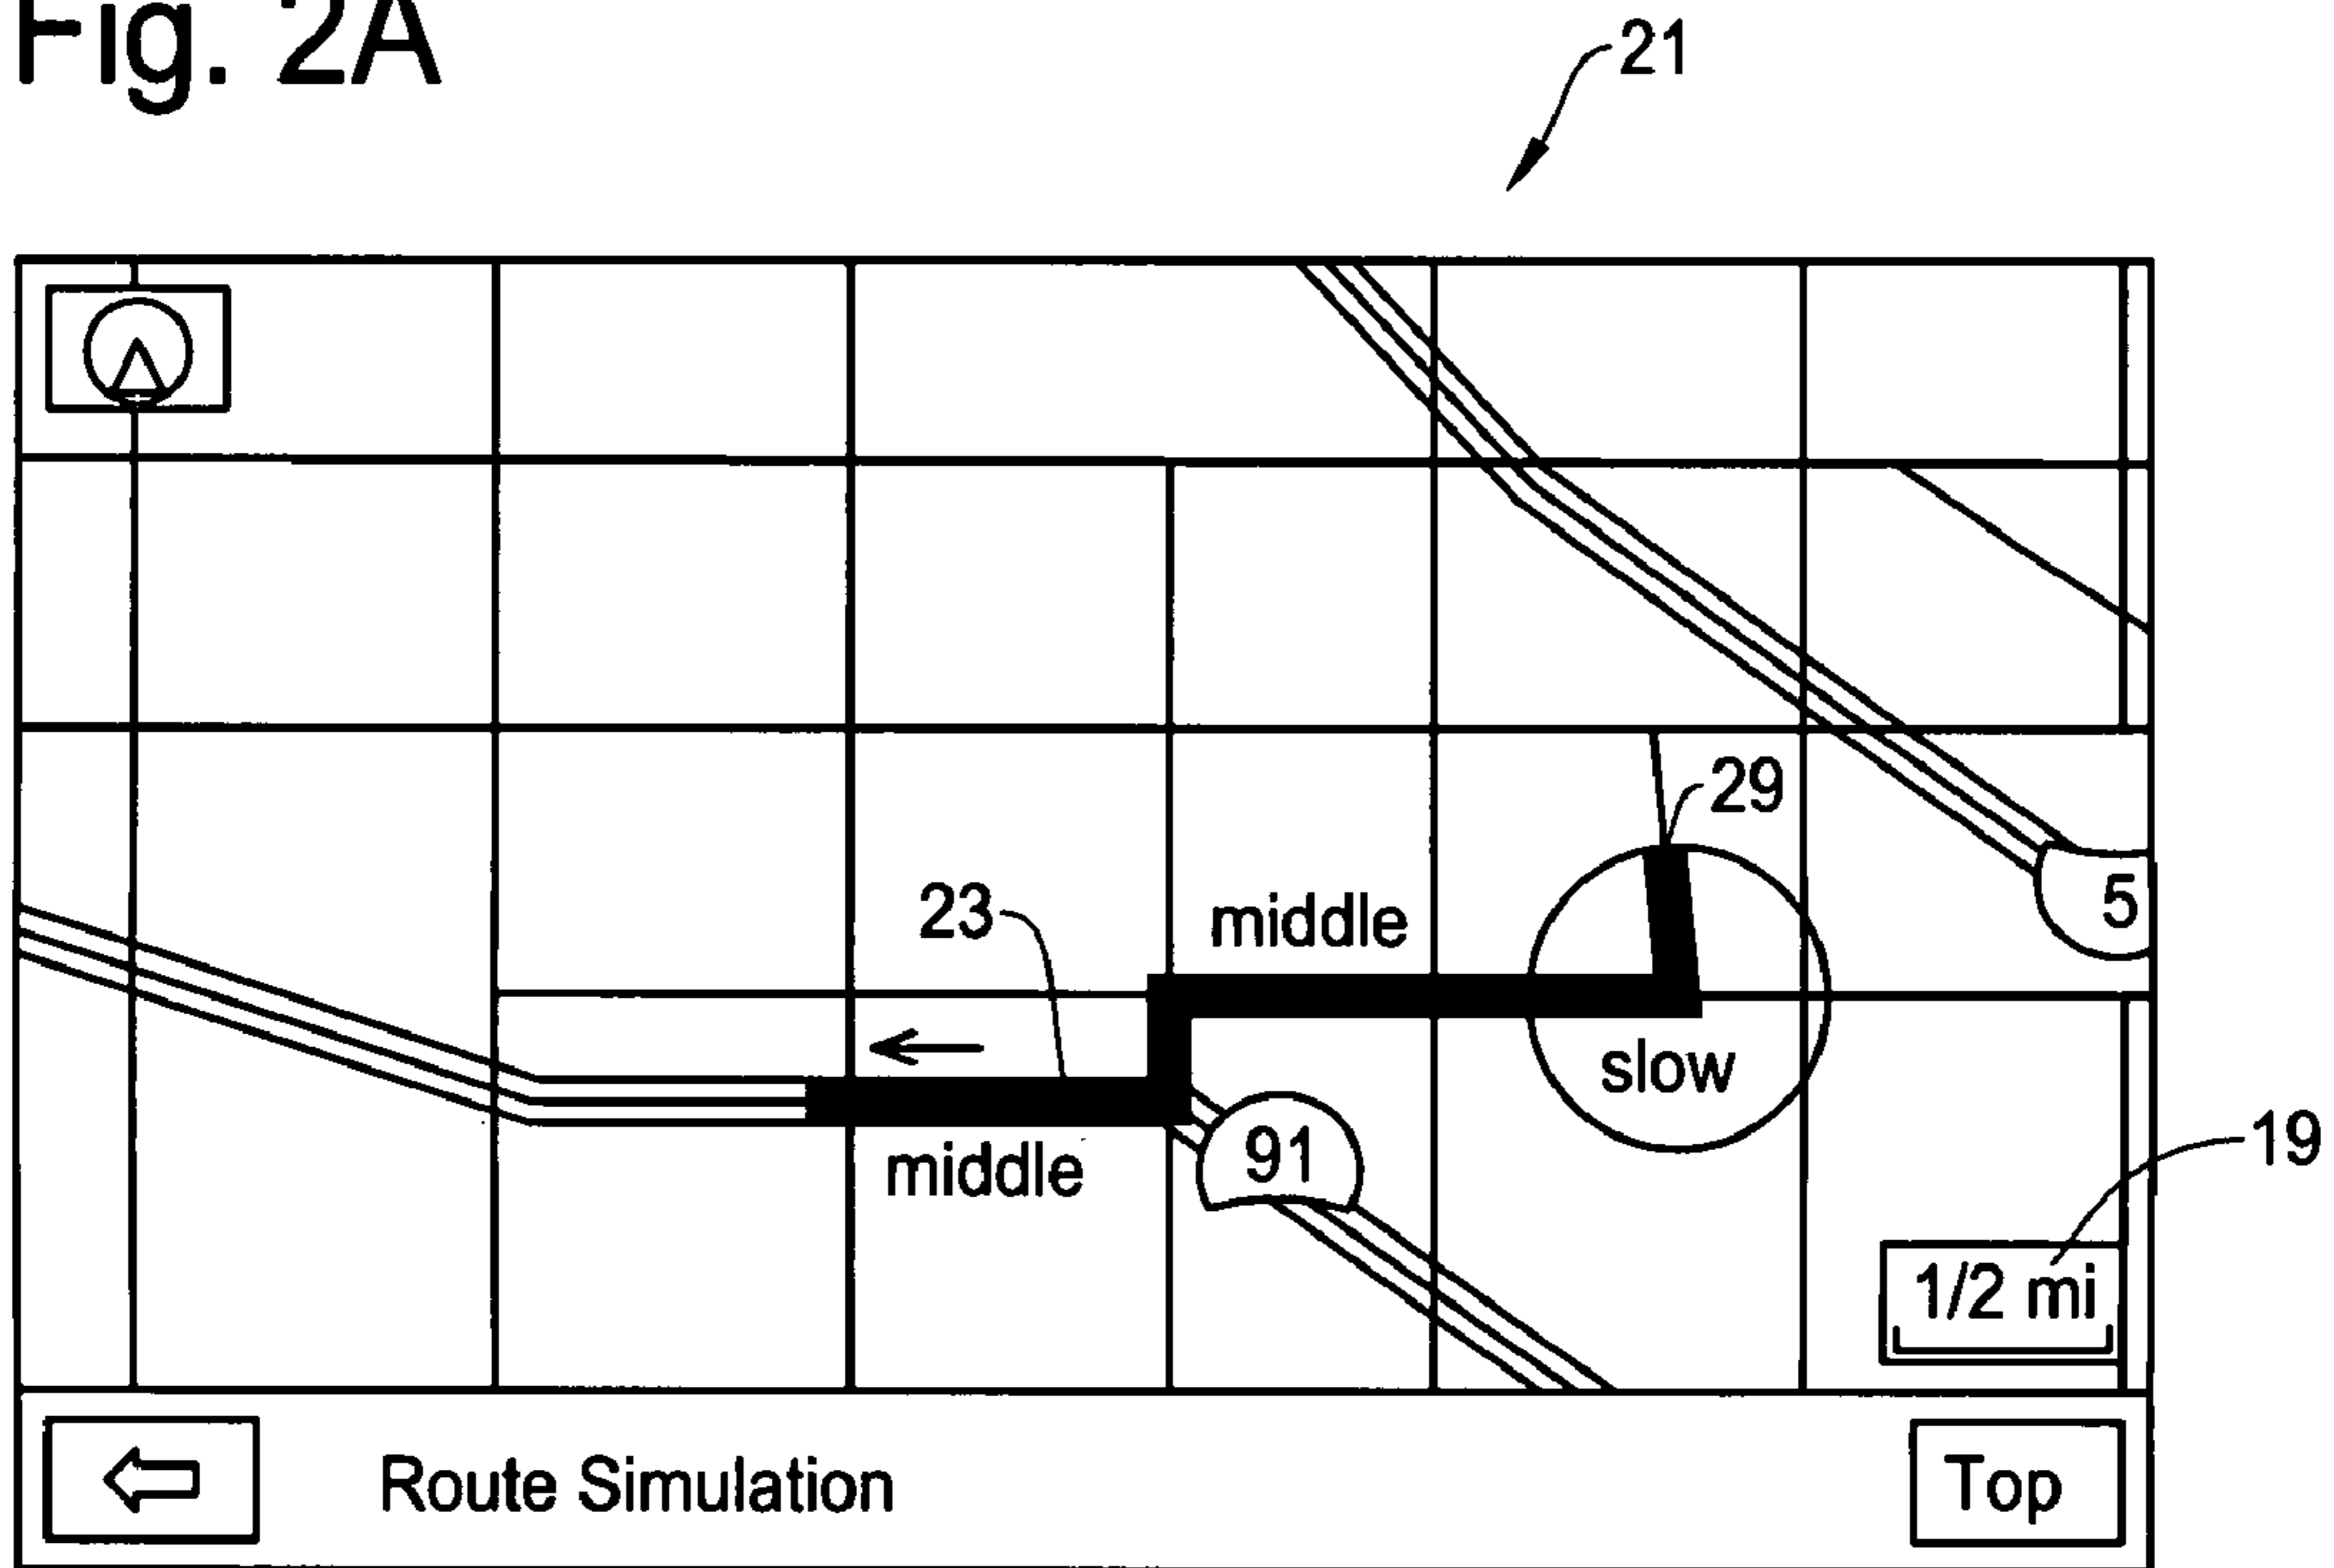 Fig. 2A
21
29
5
23
middle
slow
91
19
middle
1/2 mi
Route Simulation
Top